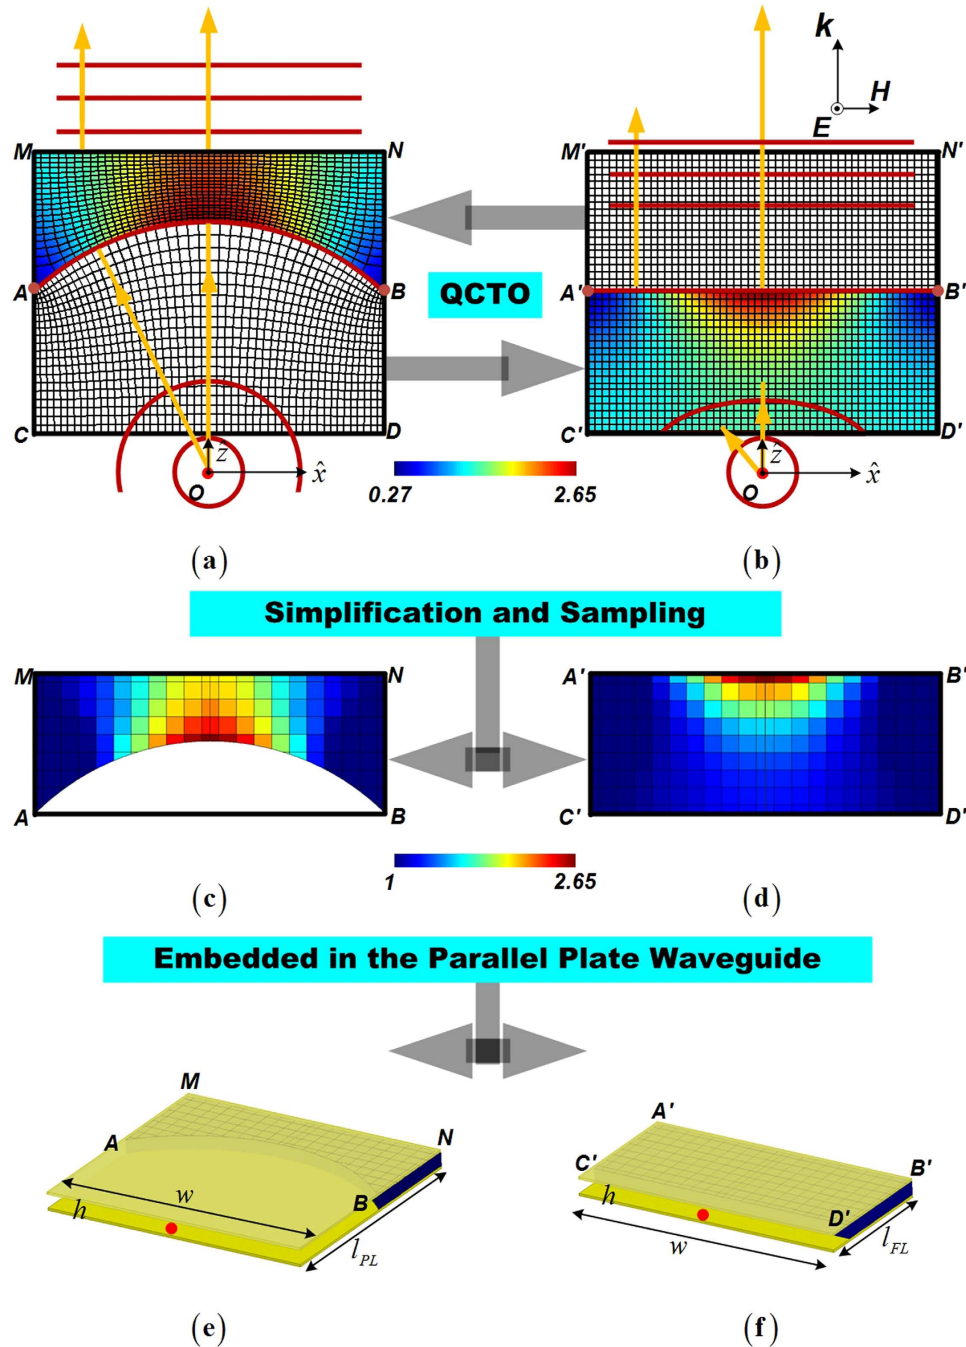 k
H
E
M N M' N'
A B A' B'
QCTO
C D C' D'
ẑ x̂ ẑ x̂
O O
0.27 2.65
(a) (b)
Simplification and Sampling
M N A' B'
A B C' D'
1 2.65
(c) (d)
Embedded in the Parallel Plate Waveguide
M A'
A N C' B'
w h B h D'
l_PL w l_FL
(e) (f)